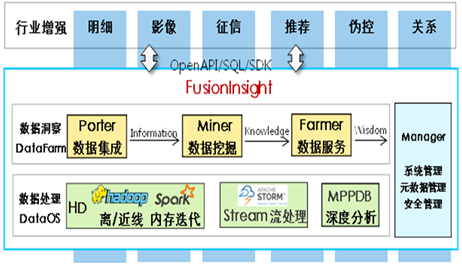 行业增强 明细 影像 征信 推荐 伪控 关系
OpenAPI/SQL/SDK
FusionInsight
数据洞察
DataFarm
Porter
数据集成
Information
Miner
数据挖掘
Knowledge
Farmer
数据服务
Wisdom
Manager
系统管理
元数据管理
安全管理
数据处理
DataOS
HD
hadoop
Spark
离/近线 内存迭代
APACHE
STORM
Stream 流处理
MPPDB
深度分析